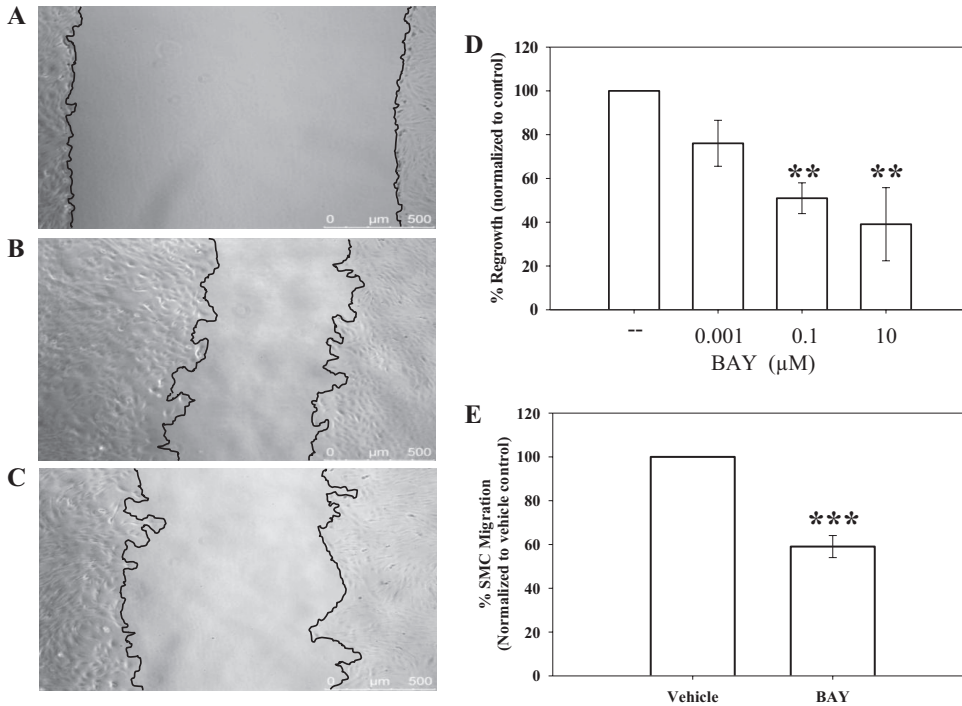 A
0 µm 500
B
0 µm 500
C
0 µm 500
D
120
100
80
60
40
20
0
% Regrowth (normalized to control)
**
**
--
0.001
0.1
10
BAY (µM)
E
120
100
80
60
40
20
0
% SMC Migration
(Normalized to vehicle control)
***
Vehicle
BAY